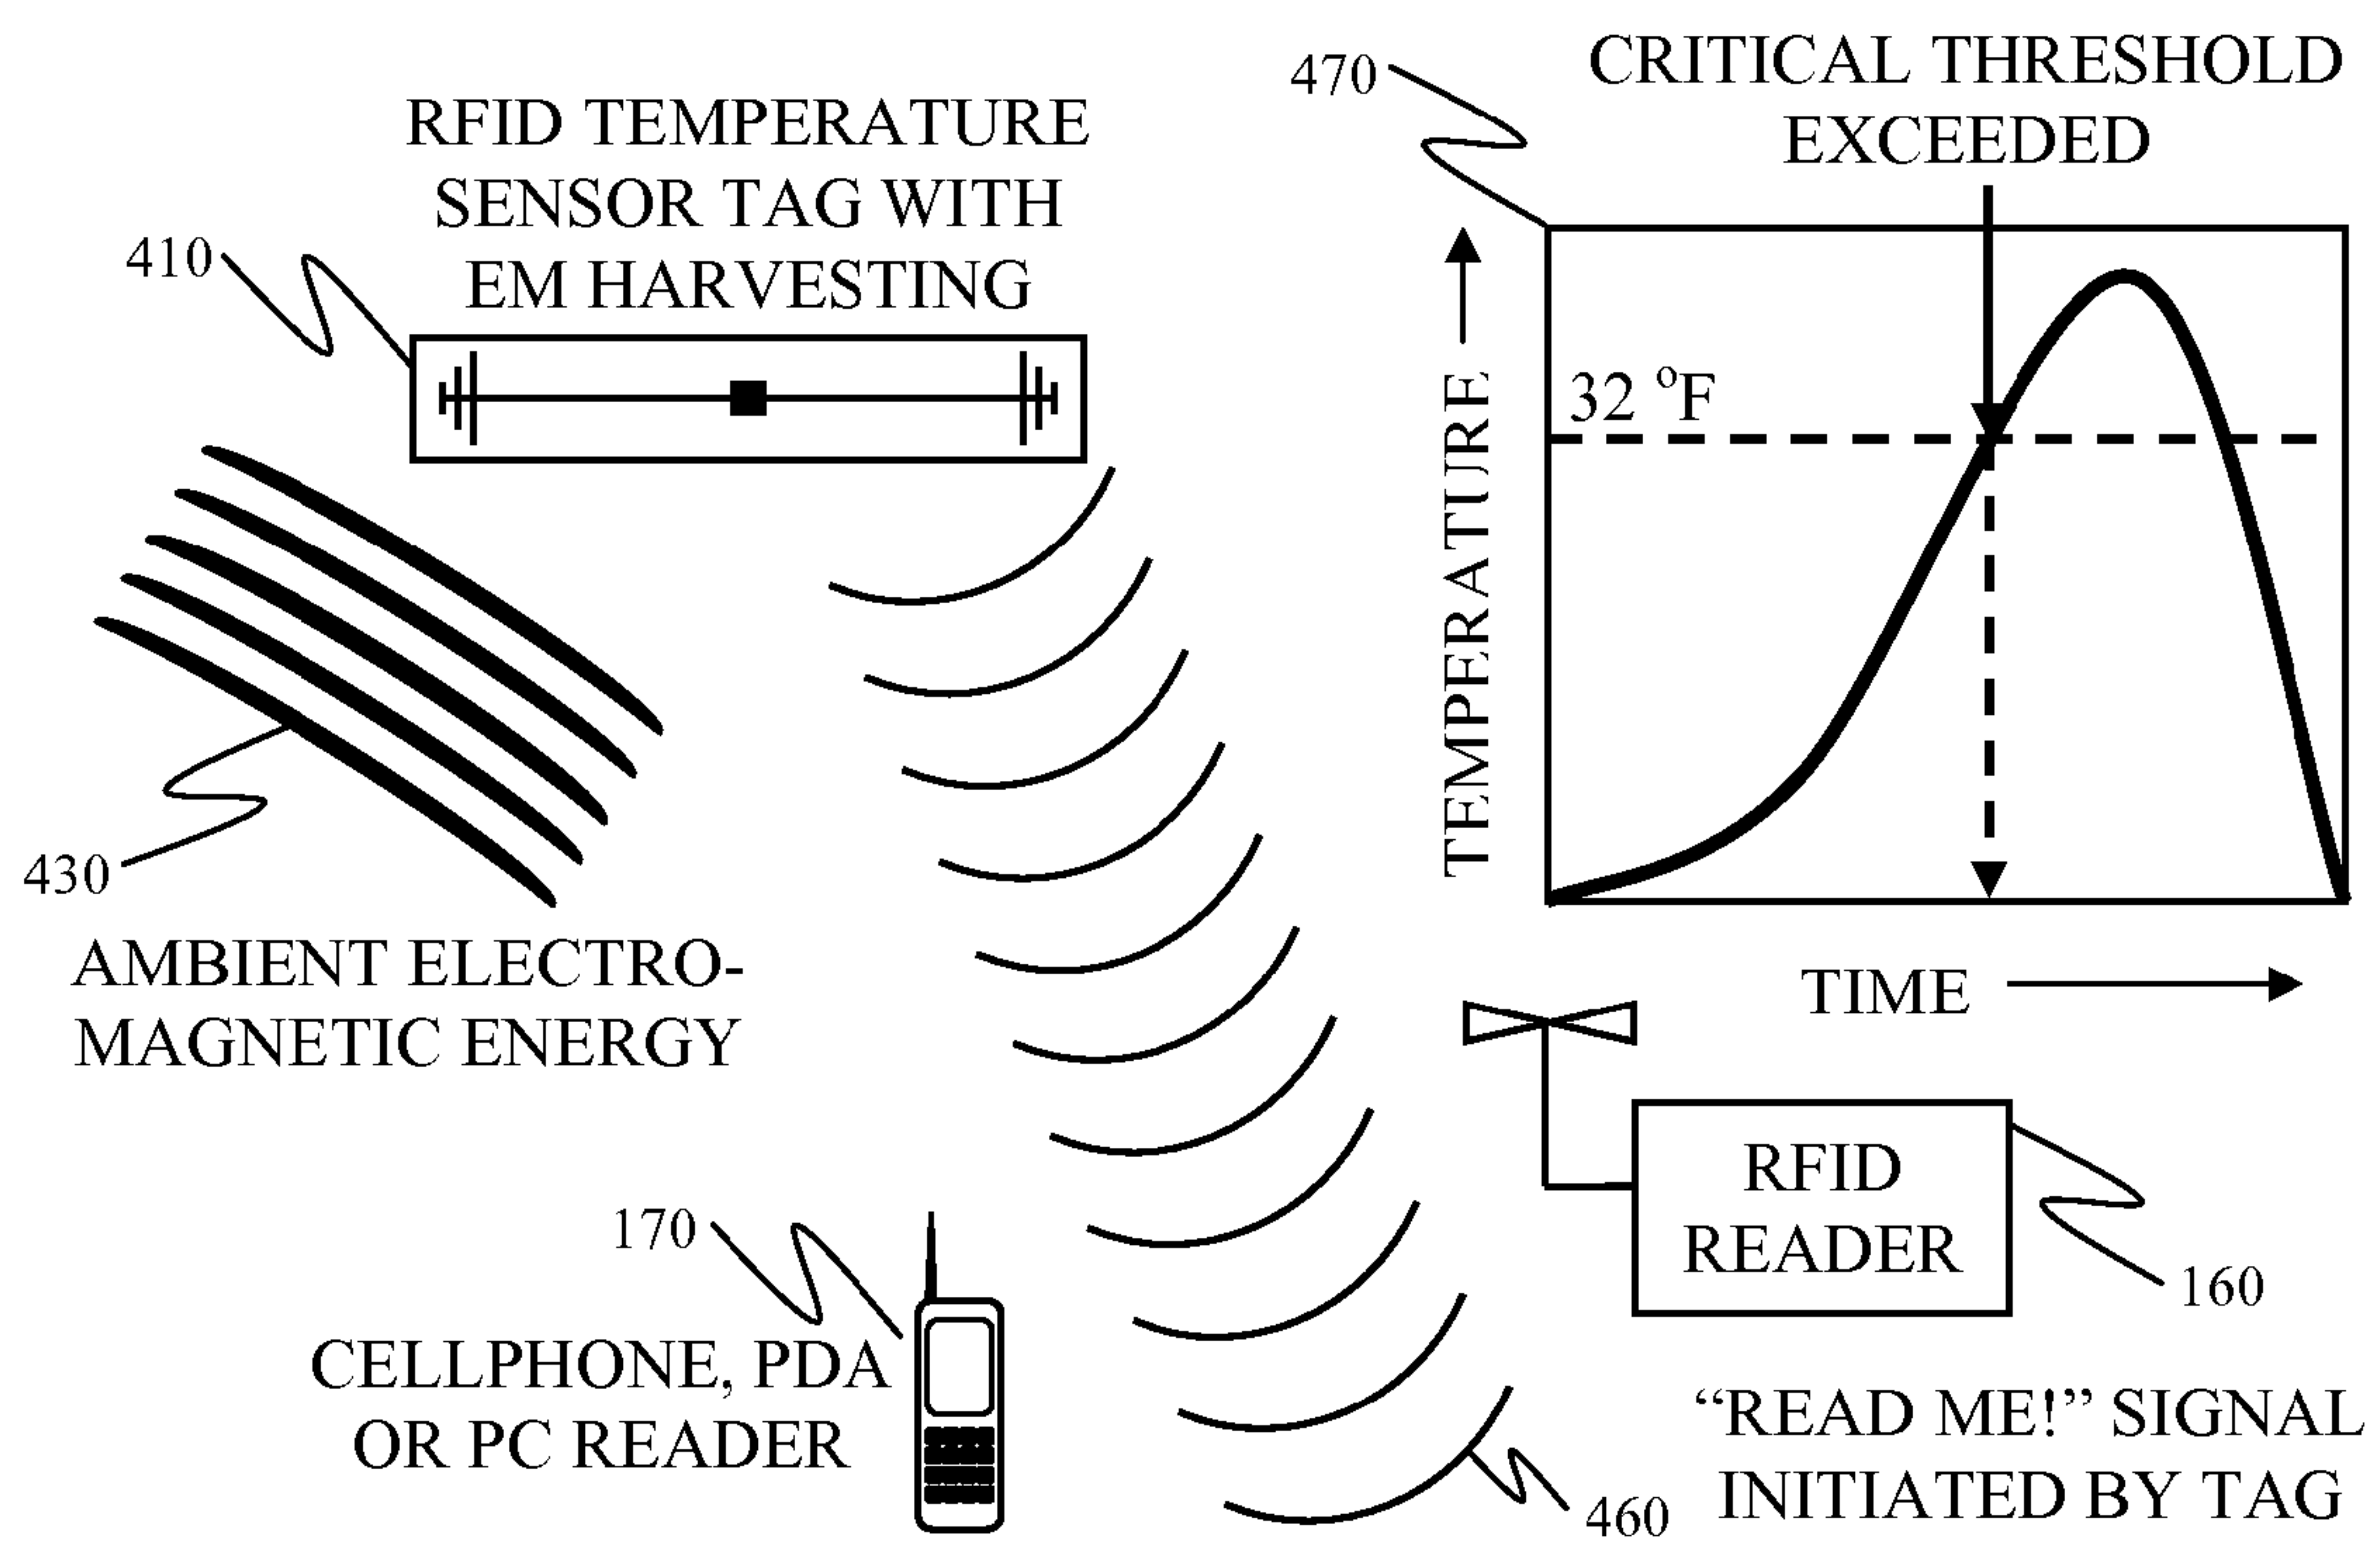 470
CRITICAL THRESHOLD
EXCEEDED
RFID TEMPERATURE
SENSOR TAG WITH
EM HARVESTING
410
32 °F
TEMPERATURE
TIME
430
AMBIENT ELECTRO-
MAGNETIC ENERGY
RFID
READER
160
170
CELLPHONE, PDA
OR PC READER
“READ ME!” SIGNAL
INITIATED BY TAG
460